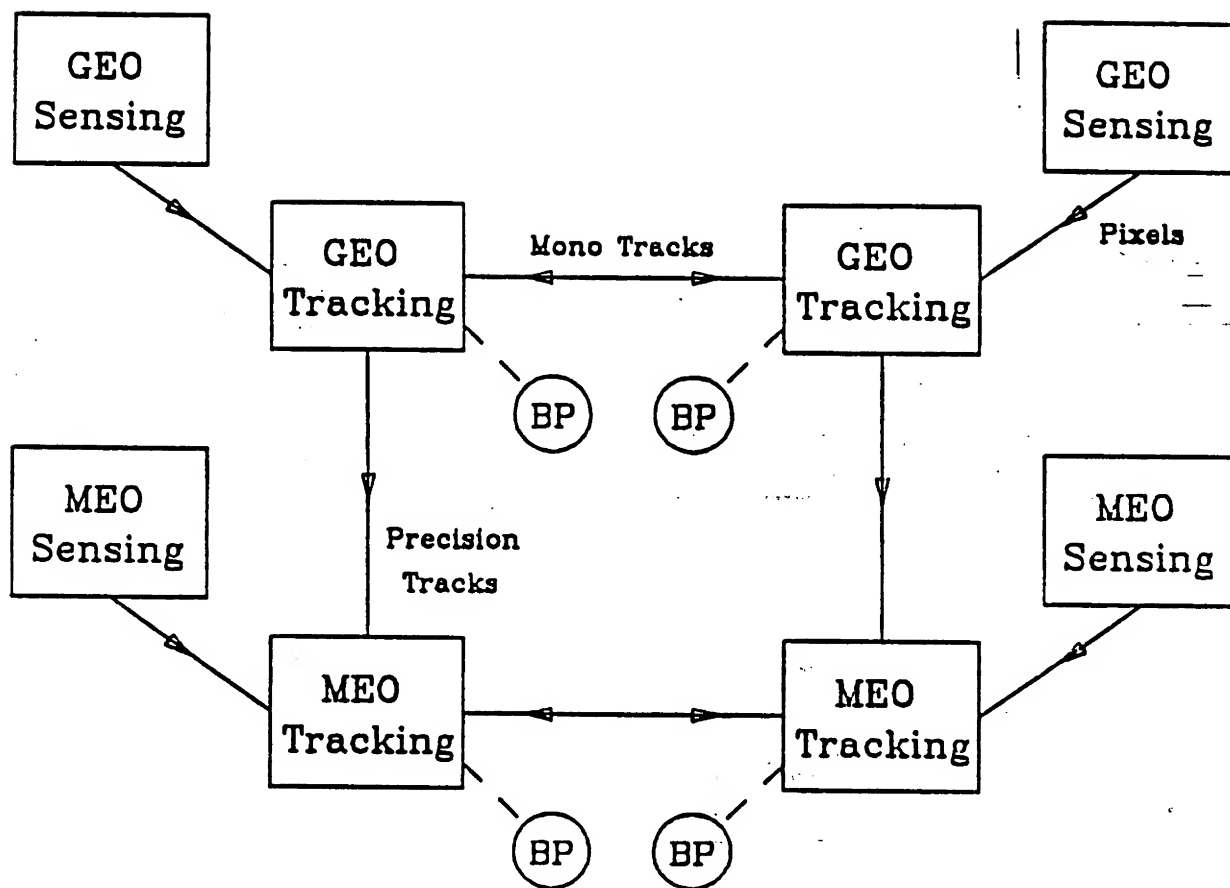 GEO
Sensing
GEO
Sensing
GEO
Tracking
Mono Tracks
GEO
Tracking
Pixels
BP
BP
MEO
Sensing
Precision
Tracks
MEO
Sensing
MEO
Tracking
MEO
Tracking
BP
BP